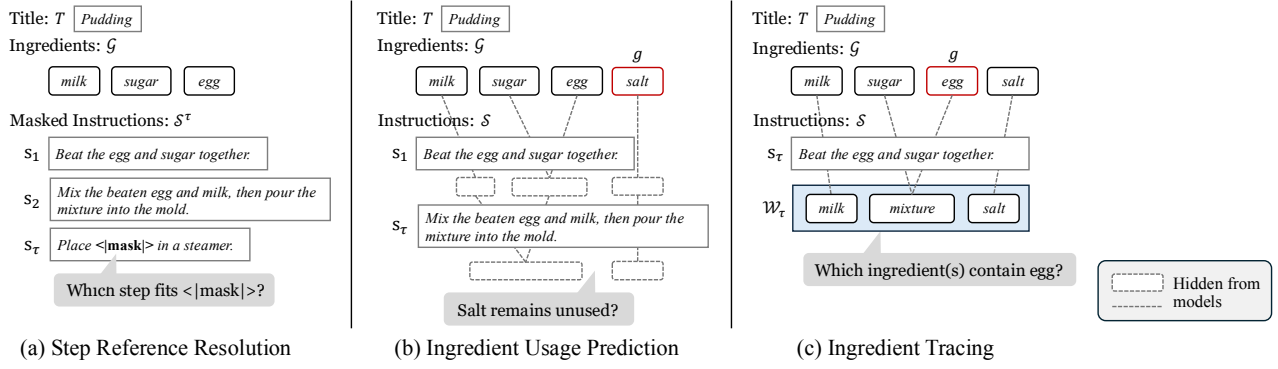 Title: T Pudding
Ingredients: G
milk sugar egg
Masked Instructions: S^τ
s1 Beat the egg and sugar together.
s2 Mix the beaten egg and milk, then pour the
mixture into the mold.
sτ Place <|mask|> in a steamer.
Which step fits <|mask|>?
(a) Step Reference Resolution
Title: T Pudding
Ingredients: G
g
milk sugar egg salt
Instructions: S
s1 Beat the egg and sugar together.
sτ Mix the beaten egg and milk, then pour the
mixture into the mold.
Salt remains unused?
(b) Ingredient Usage Prediction
Title: T Pudding
Ingredients: G
g
milk sugar egg salt
Instructions: S
sτ Beat the egg and sugar together.
Wτ milk mixture salt
Which ingredient(s) contain egg?
(c) Ingredient Tracing
Hidden from
models